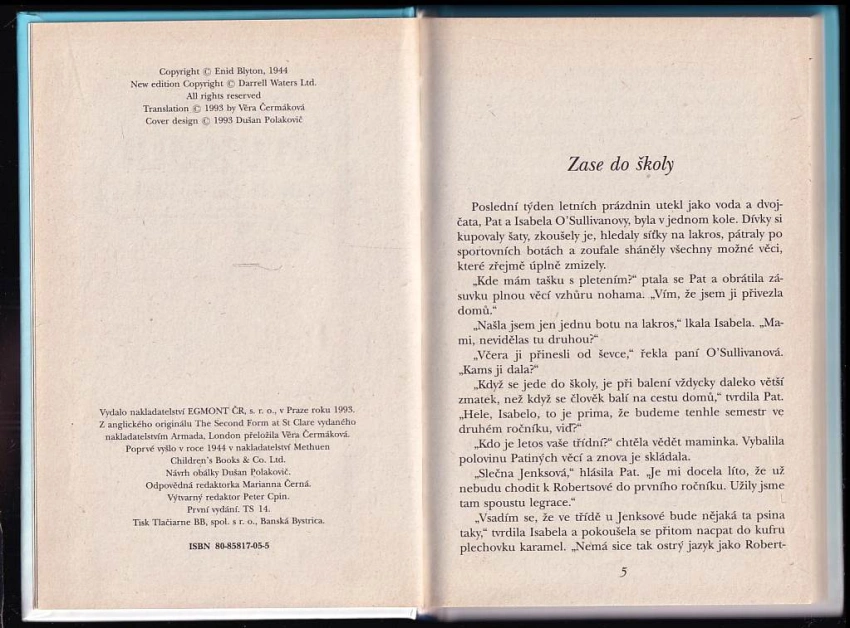 Copyright © Enid Blyton, 1944
New edition Copyright © Darrell Waters Ltd.
All rights reserved
Translation © 1993 by Věra Čermáková
Cover design © 1993 Dušan Polakovič
Vydalo nakladatelství EGMONT ČR, s. r. o., v Praze roku 1993.
Z anglického originálu The Second Form at St Clare vydaného
nakladatelstvím Armada, London přeložila Věra Čermáková.
Poprvé vyšlo v roce 1944 v nakladatelství Methuen
Children's Books & Co. Ltd.
Návrh obálky Dušan Polakovič.
Odpovědná redaktorka Marianna Černá.
Výtvarný redaktor Peter Cpin.
První vydání. TS 14.
Tisk Tlačiarne BB, spol. s r. o., Banská Bystrica.
ISBN 80-85817-05-5
Zase do školy
Poslední týden letních prázdnin utekl jako voda a dvoj-
čata, Pat a Isabela O'Sullivanovy, byla v jednom kole. Dívky si
kupovaly šaty, zkoušely je, hledaly síťky na lakros, pátraly po
sportovních botách a zoufale sháněly všechny možné věci,
které zřejmě úplně zmizely.
„Kde mám tašku s pletením?“ ptala se Pat a obrátila zá-
suvku plnou věcí vzhůru nohama. „Vím, že jsem ji přivezla
domů.“
„Našla jsem jen jednu botu na lakros,“ lkala Isabela. „Ma-
mi, nevidělas tu druhou?“
„Včera ji přinesli od ševce,“ řekla paní O'Sullivanová.
„Kams ji dala?“
„Když se jede do školy, je při balení vždycky daleko větší
zmatek, než když se člověk balí na cestu domů,“ tvrdila Pat.
„Hele, Isabelo, to je prima, že budeme tenhle semestr ve
druhém ročníku, viď?“
„Kdo je letos vaše třídní?“ chtěla vědět maminka. Vybalila
polovinu Patiných věcí a znova je skládala.
„Slečna Jenksová,“ hlásila Pat. „Je mi docela líto, že už
nebudu chodit k Robertsové do prvního ročníku. Užily jsme
tam spoustu legrace.“
„Vsadím se, že ve třídě u Jenksové bude nějaká ta psina
taky,“ tvrdila Isabela a pokoušela se přitom nacpat do kufru
plechovku karamel. „Nemá sice tak ostrý jazyk jako Robert-
5